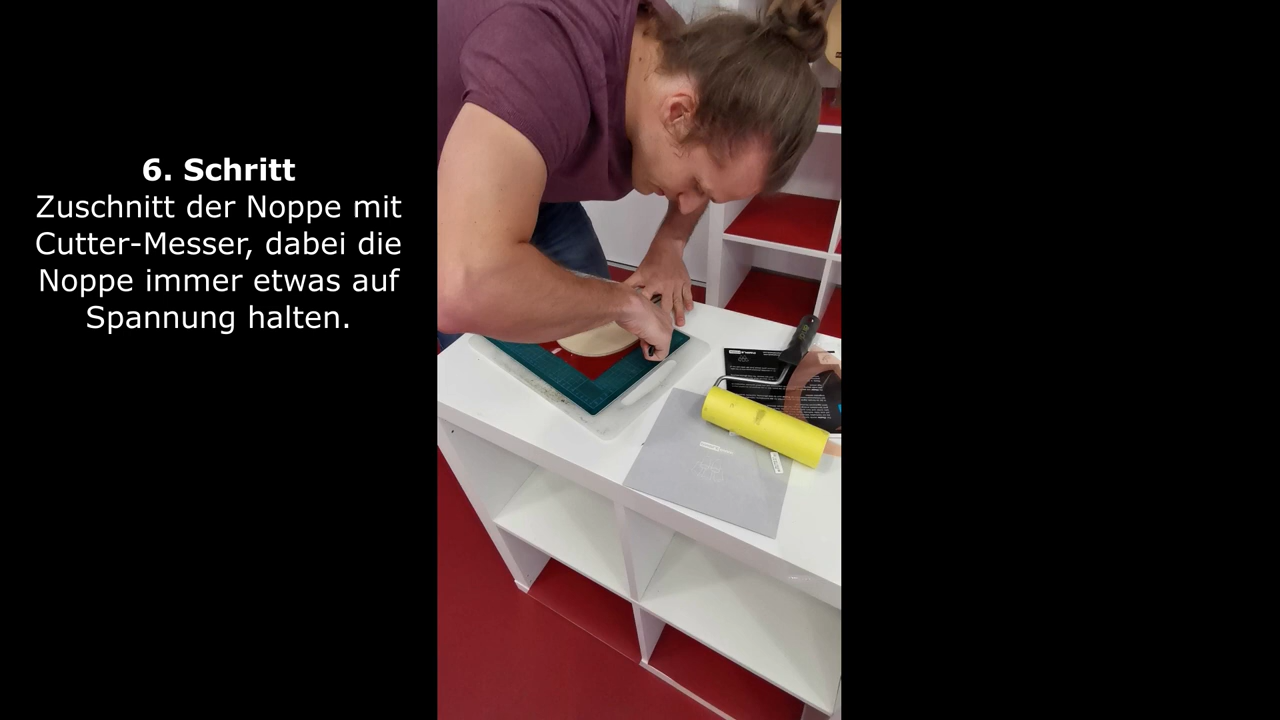 6. Schritt
Zuschnitt der Noppe mit
Cutter-Messer, dabei die
Noppe immer etwas auf
Spannung halten.